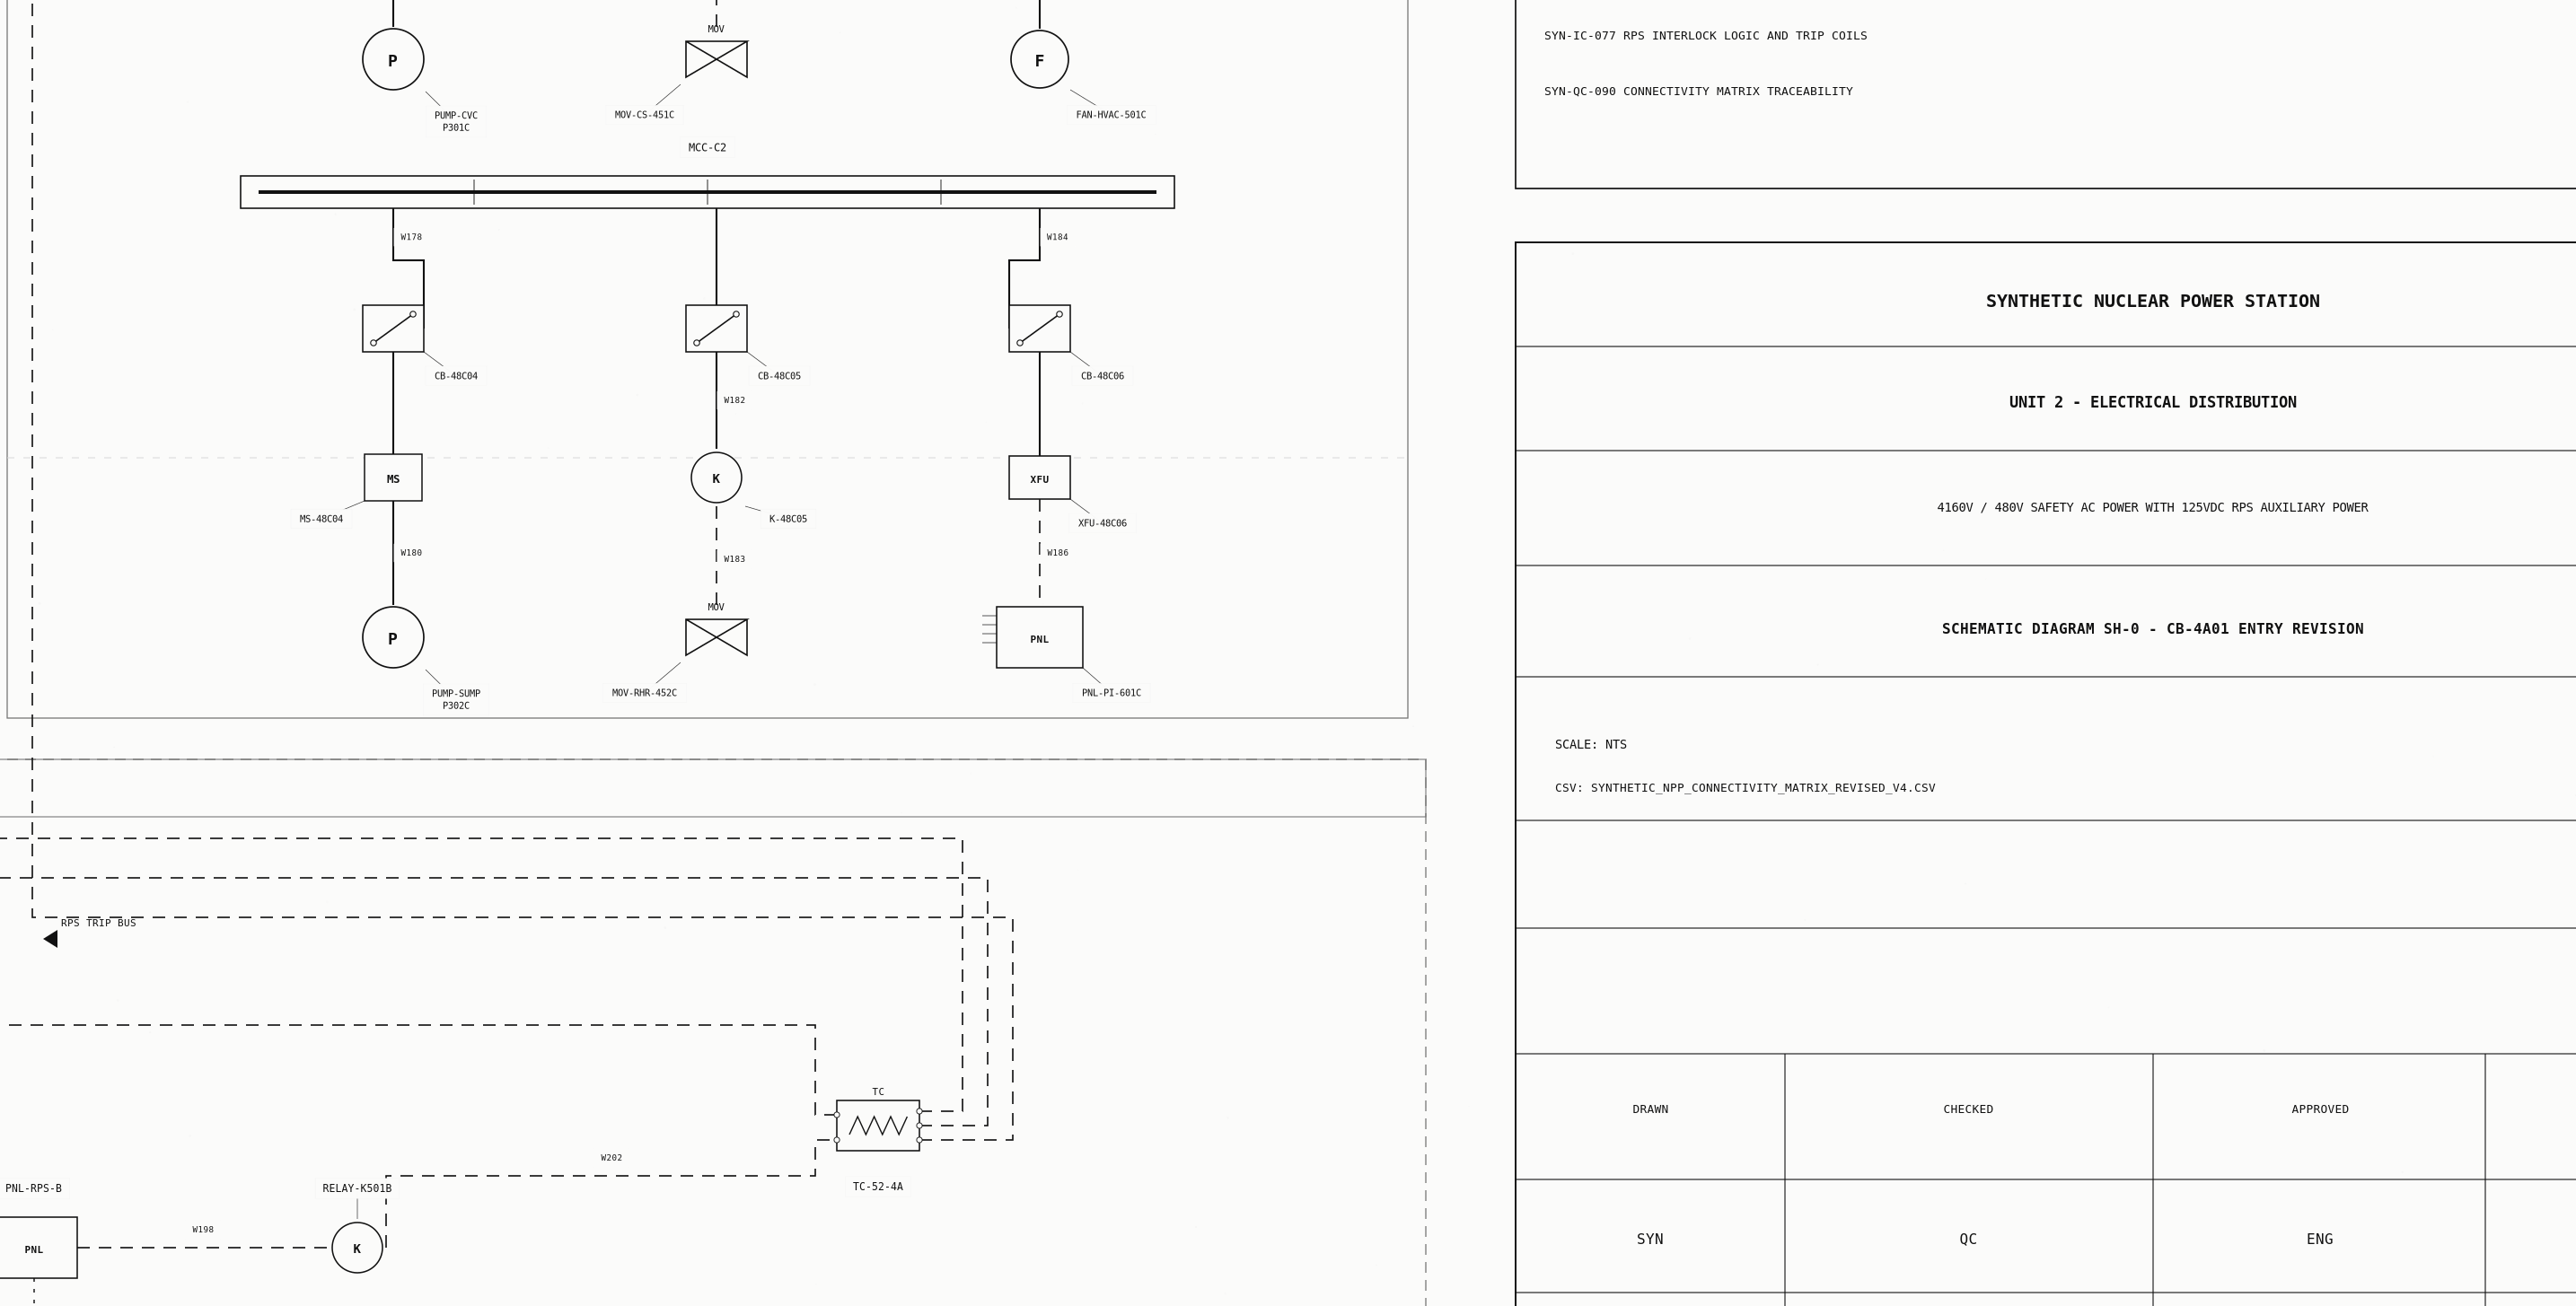 MOV
P
F
PUMP-CVC
P301C
MOV-CS-451C
FAN-HVAC-501C
MCC-C2
W178
W184
CB-48C04
CB-48C05
CB-48C06
W182
MS
K
XFU
MS-48C04
K-48C05
XFU-48C06
W180
W183
W186
MOV
P
PNL
PUMP-SUMP
P302C
MOV-RHR-452C
PNL-PI-601C
RPS TRIP BUS
TC
W202
TC-52-4A
PNL-RPS-B
RELAY-K501B
W198
PNL
K
SYN-IC-077 RPS INTERLOCK LOGIC AND TRIP COILS
SYN-QC-090 CONNECTIVITY MATRIX TRACEABILITY
SYNTHETIC NUCLEAR POWER STATION
UNIT 2 - ELECTRICAL DISTRIBUTION
4160V / 480V SAFETY AC POWER WITH 125VDC RPS AUXILIARY POWER
SCHEMATIC DIAGRAM SH-0 - CB-4A01 ENTRY REVISION
SCALE: NTS
CSV: SYNTHETIC_NPP_CONNECTIVITY_MATRIX_REVISED_V4.CSV
DRAWN
CHECKED
APPROVED
SYN
QC
ENG